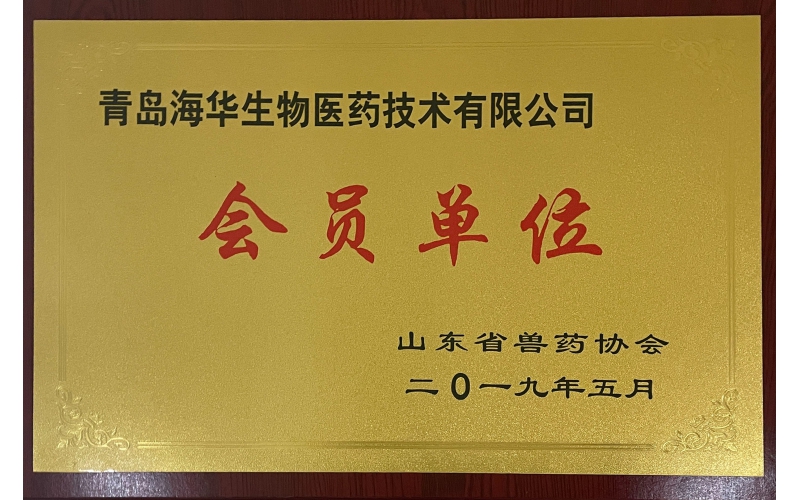 青岛海华生物医药技术有限公司
会员单位
山东省兽药协会
二0一九年五月